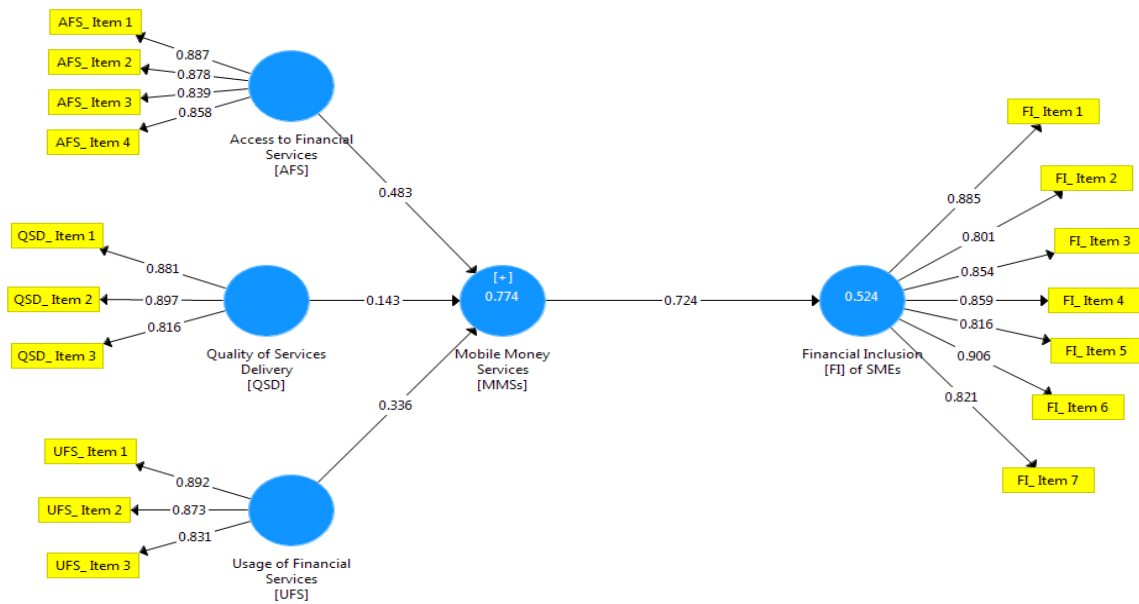 AFS_ Item 1
AFS_ Item 2
AFS_ Item 3
AFS_ Item 4
0.887
0.878
0.839
0.858
Access to Financial
Services
[AFS]
0.483
QSD_ Item 1
QSD_ Item 2
QSD_ Item 3
0.881
0.897
0.816
Quality of Services
Delivery
[QSD]
0.143
UFS_ Item 1
UFS_ Item 2
UFS_ Item 3
0.892
0.873
0.831
Usage of Financial
Services
[UFS]
0.336
[+]
0.774
Mobile Money
Services
[MMSs]
0.724
0.524
Financial Inclusion
[FI] of SMEs
0.885
0.801
0.854
0.859
0.816
0.906
0.821
FI_ Item 1
FI_ Item 2
FI_ Item 3
FI_ Item 4
FI_ Item 5
FI_ Item 6
FI_ Item 7